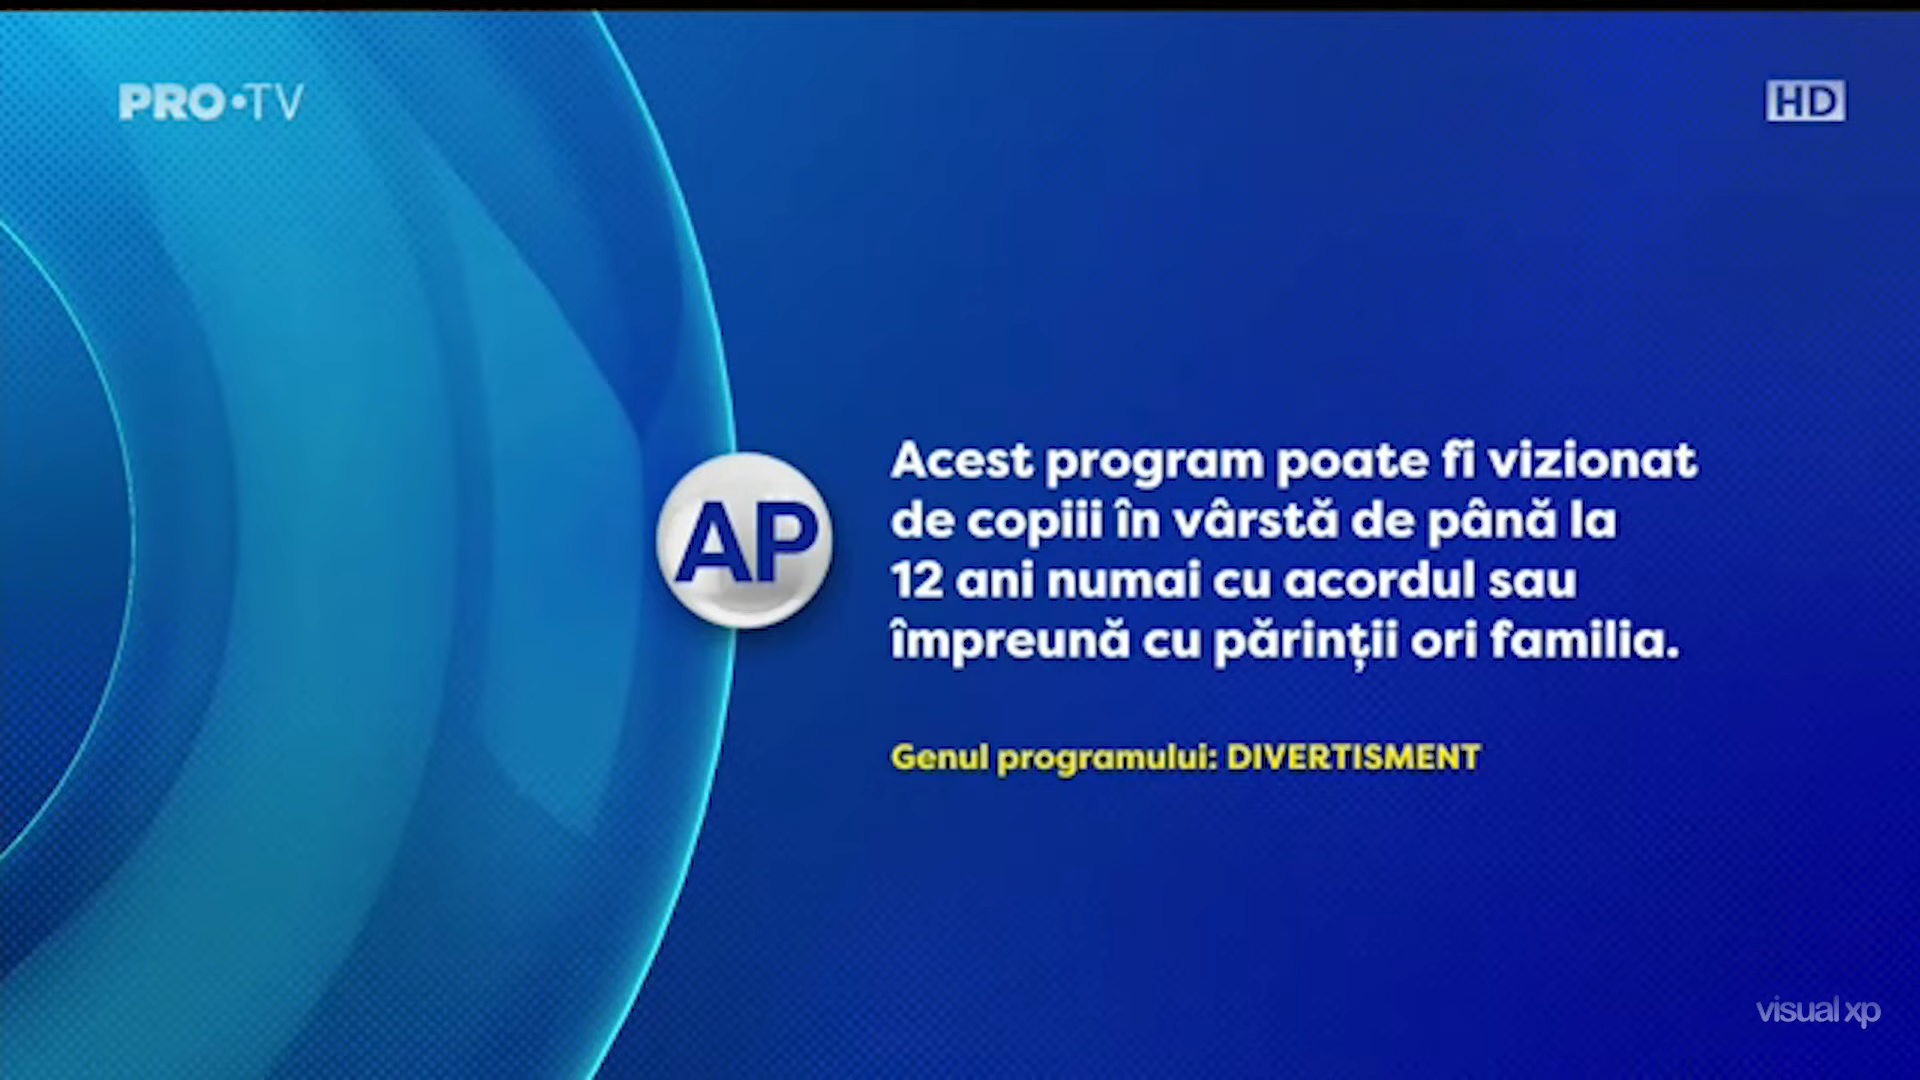 PRO•TV
HD
Acest program poate fi vizionat
de copiii în vârstă de până la
12 ani numai cu acordul sau
împreună cu părinții ori familia.
AP
Genul programului: DIVERTISMENT
visual xp